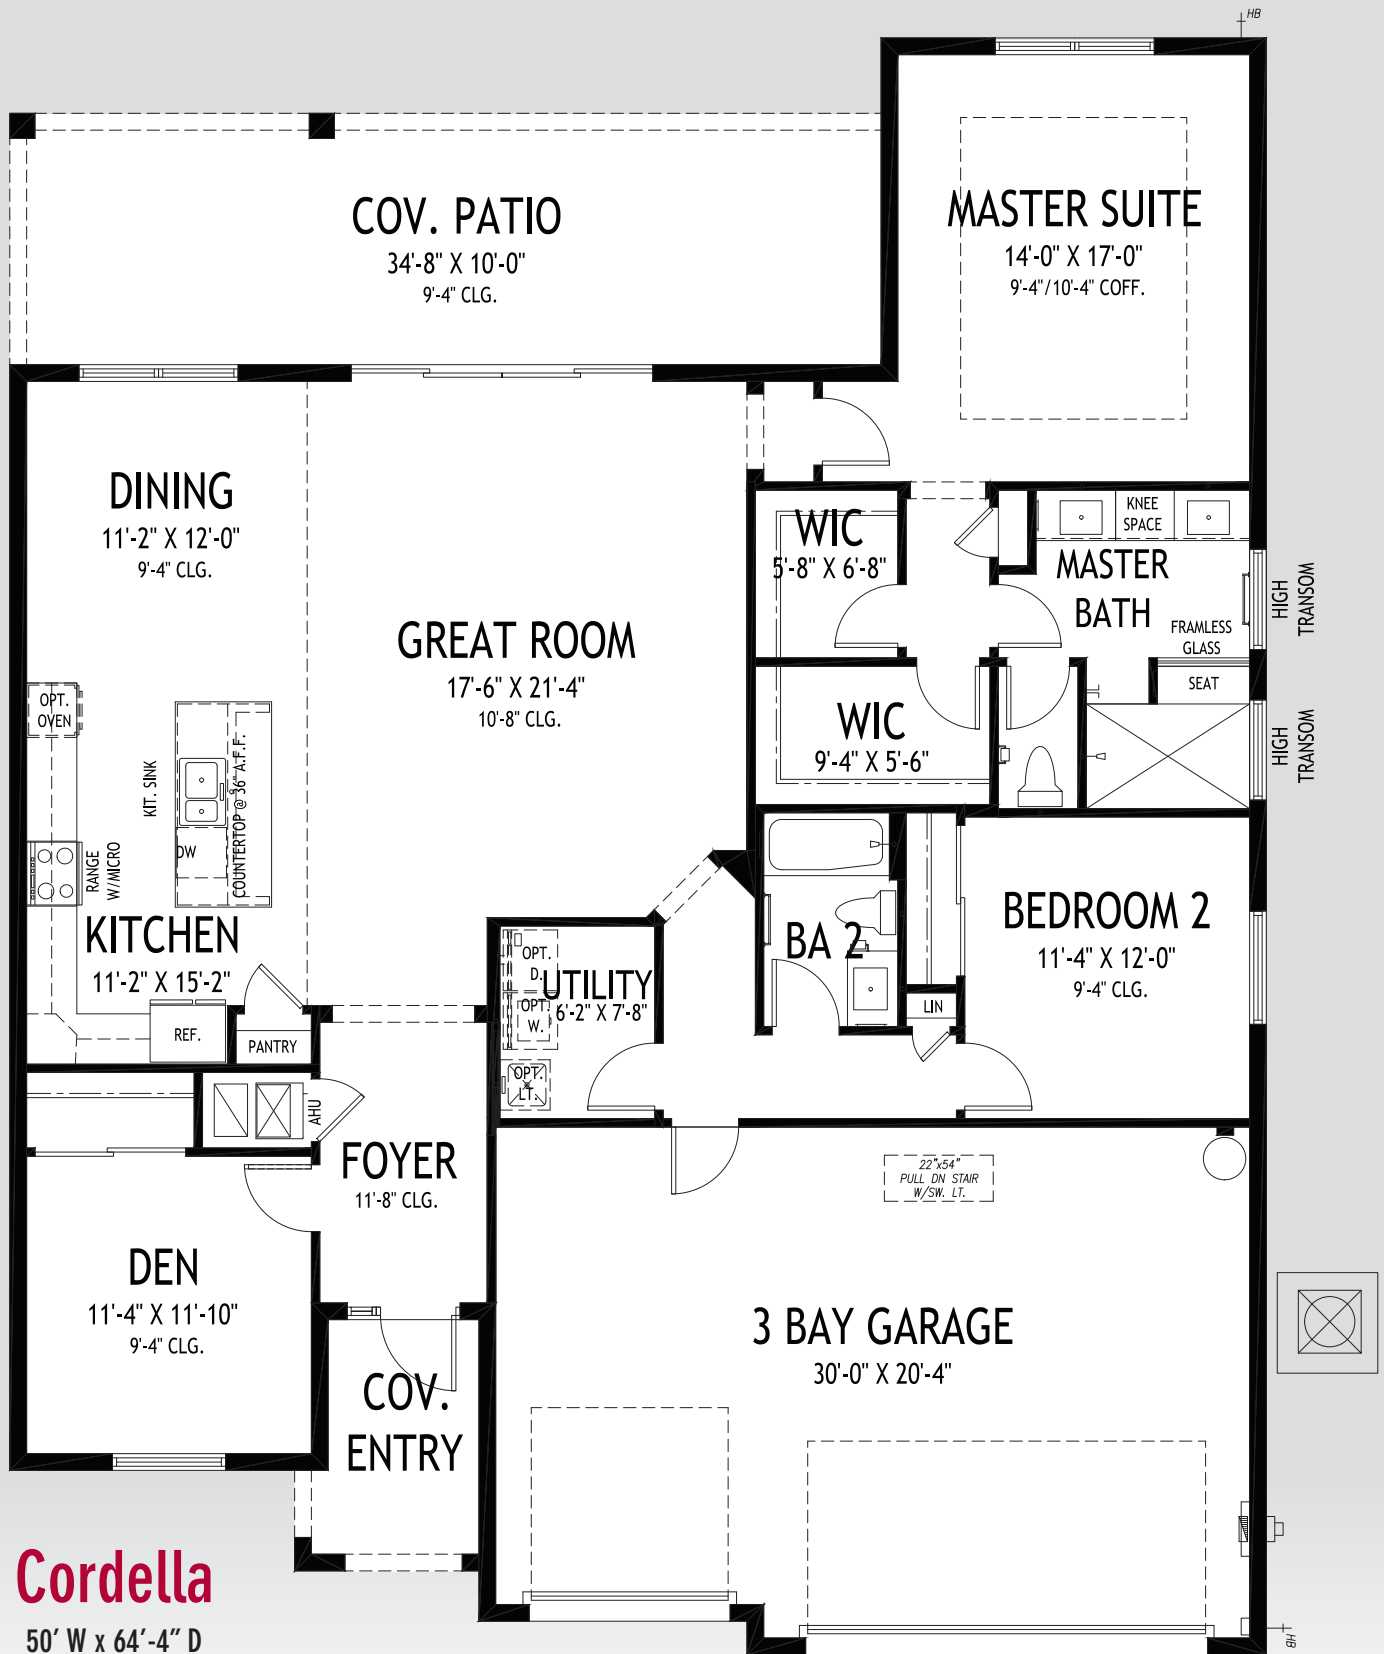 HB
COV. PATIO
34'-8" X 10'-0"
9'-4" CLG.
MASTER SUITE
14'-0" X 17'-0"
9'-4"/10'-4" COFF.
DINING
11'-2" X 12'-0"
9'-4" CLG.
GREAT ROOM
17'-6" X 21'-4"
10'-8" CLG.
WIC
5'-8" X 6'-8"
KNEE
SPACE
MASTER
BATH
FRAMLESS
GLASS
SEAT
HIGH
TRANSOM
HIGH
TRANSOM
WIC
9'-4" X 5'-6"
OPT.
OVEN
KIT. SINK
DW
COUNTERTOP @ 36" A.F.F.
RANGE
W/MICRO
KITCHEN
11'-2" X 15'-2"
REF.
PANTRY
OPT.
D.
UTILITY
6'-2" X 7'-8"
OPT.
W.
OPT.
LT.
BA 2
LIN
BEDROOM 2
11'-4" X 12'-0"
9'-4" CLG.
AHU
FOYER
11'-8" CLG.
22"x54"
PULL DN STAIR
W/SW. LT.
DEN
11'-4" X 11'-10"
9'-4" CLG.
3 BAY GARAGE
30'-0" X 20'-4"
COV.
ENTRY
HB
Cordella
50' W x 64'-4" D